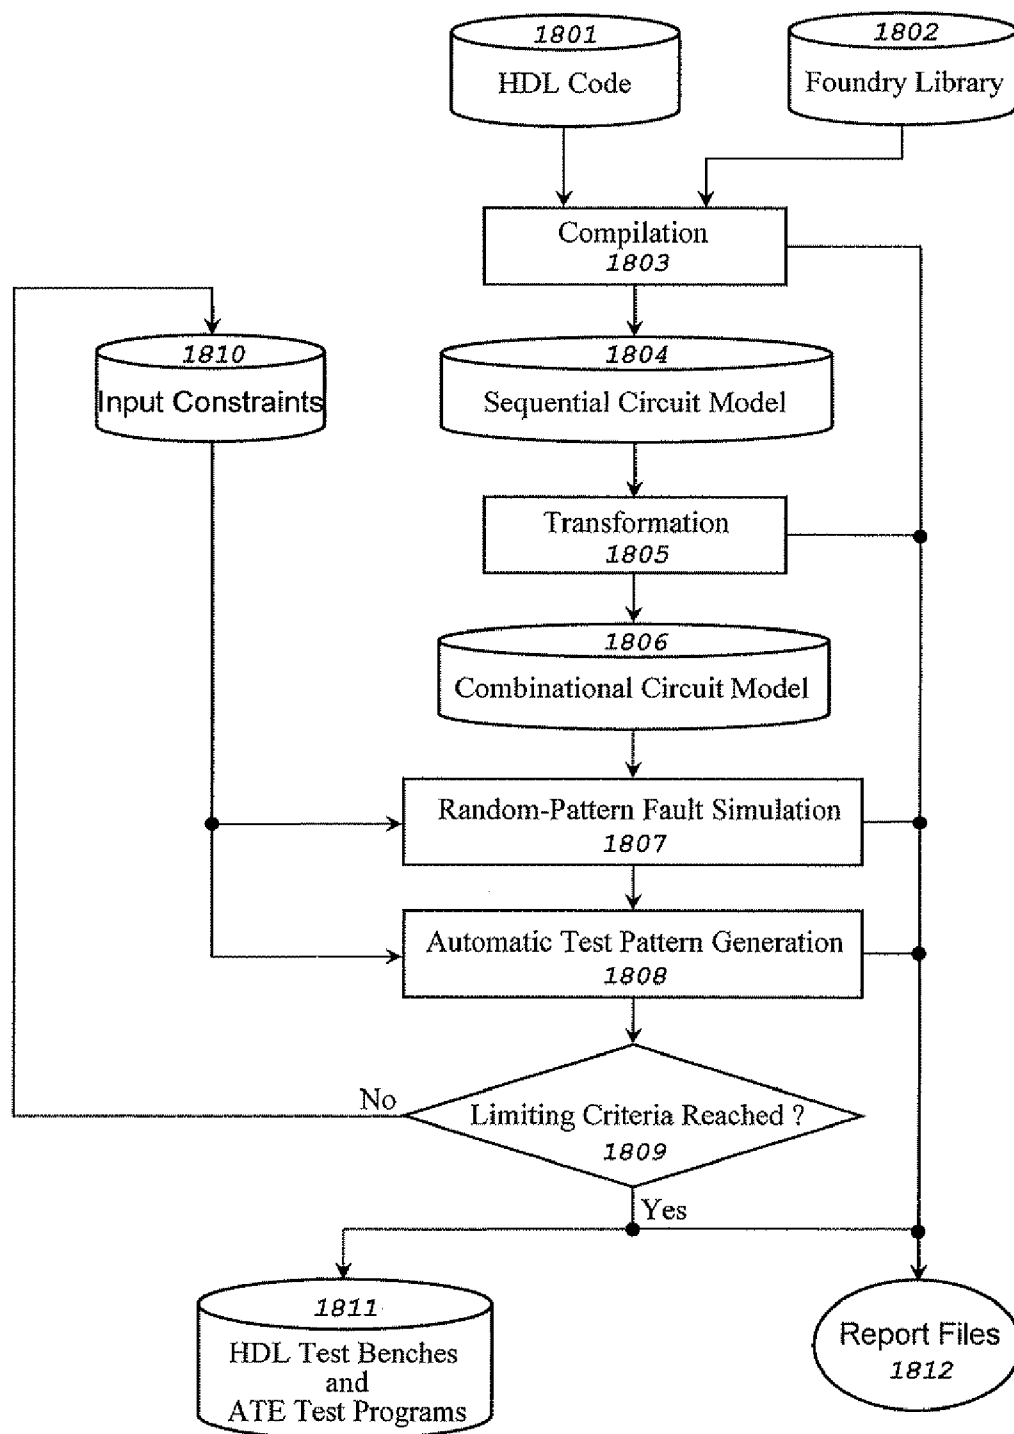 1801
HDL Code
1802
Foundry Library
Compilation
1803
1810
Input Constraints
1804
Sequential Circuit Model
Transformation
1805
1806
Combinational Circuit Model
Random-Pattern Fault Simulation
1807
Automatic Test Pattern Generation
1808
No
Limiting Criteria Reached ?
1809
Yes
1811
HDL Test Benches
and
ATE Test Programs
Report Files
1812